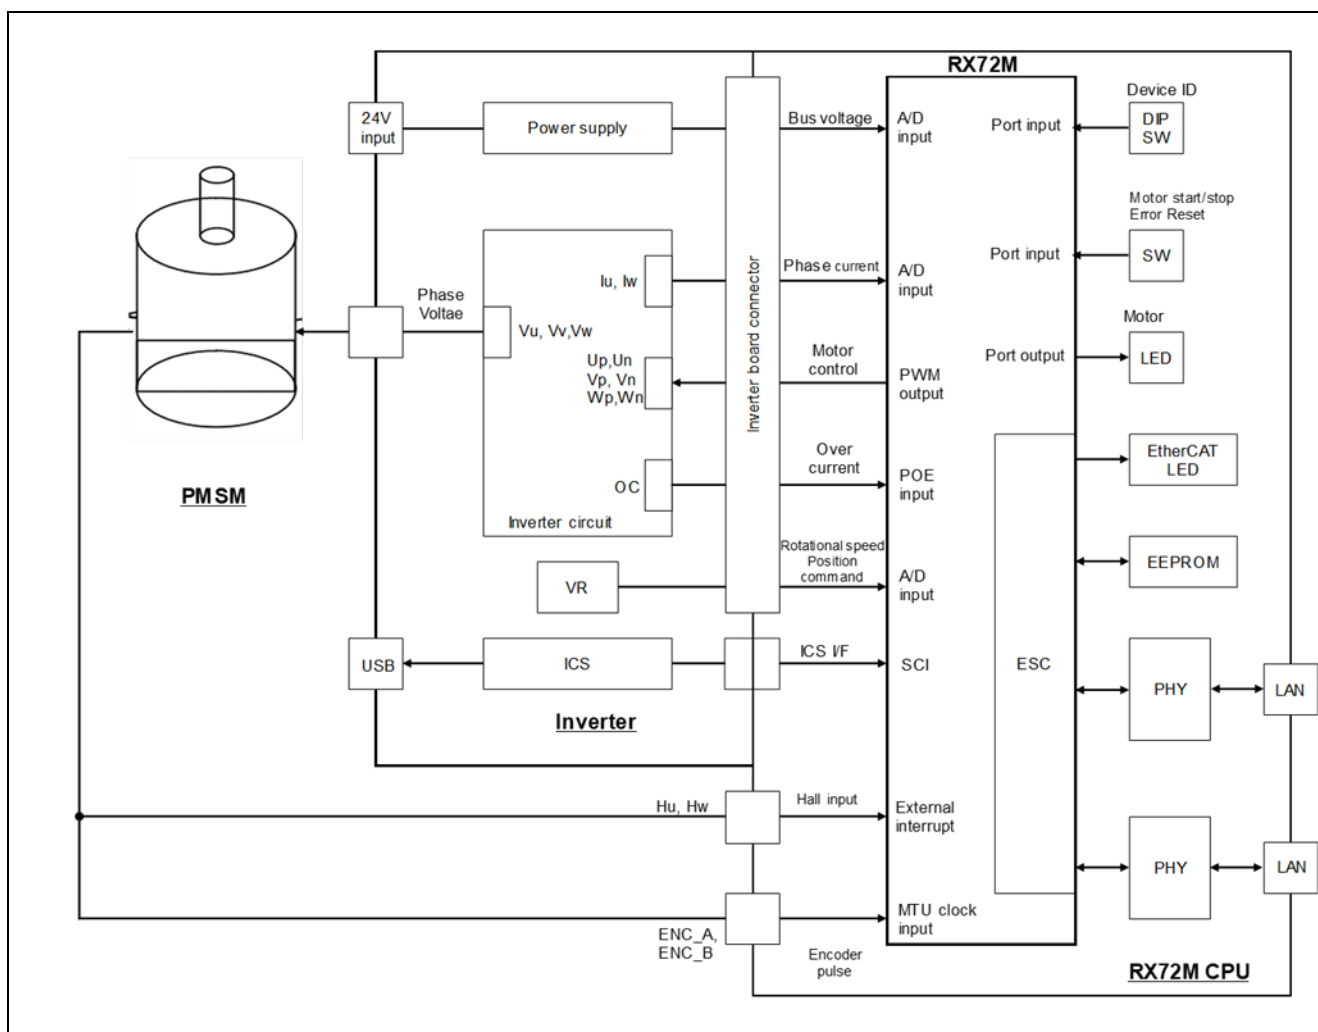 RX72M
Device ID
24V
input
Power supply
Bus voltage
A/D
input
Port input
DIP
SW
Motor start/stop
Error Reset
Iu, Iw
Phase current
A/D
input
Port input
SW
Phase
Voltae
Vu, Vv,Vw
Inverter board connector
Motor
Up,Un
Vp, Vn
Wp,Wn
Motor
control
PWM
output
Port output
LED
PMSM
OC
Inverter circuit
Over
current
POE
input
EtherCAT
LED
VR
Rotational speed
Position
command
A/D
input
EEPROM
USB
ICS
ICS I/F
SCI
ESC
PHY
LAN
Inverter
Hu, Hw
Hall input
External
interrupt
PHY
LAN
ENC_A,
ENC_B
Encoder
pulse
MTU clock
input
RX72M CPU